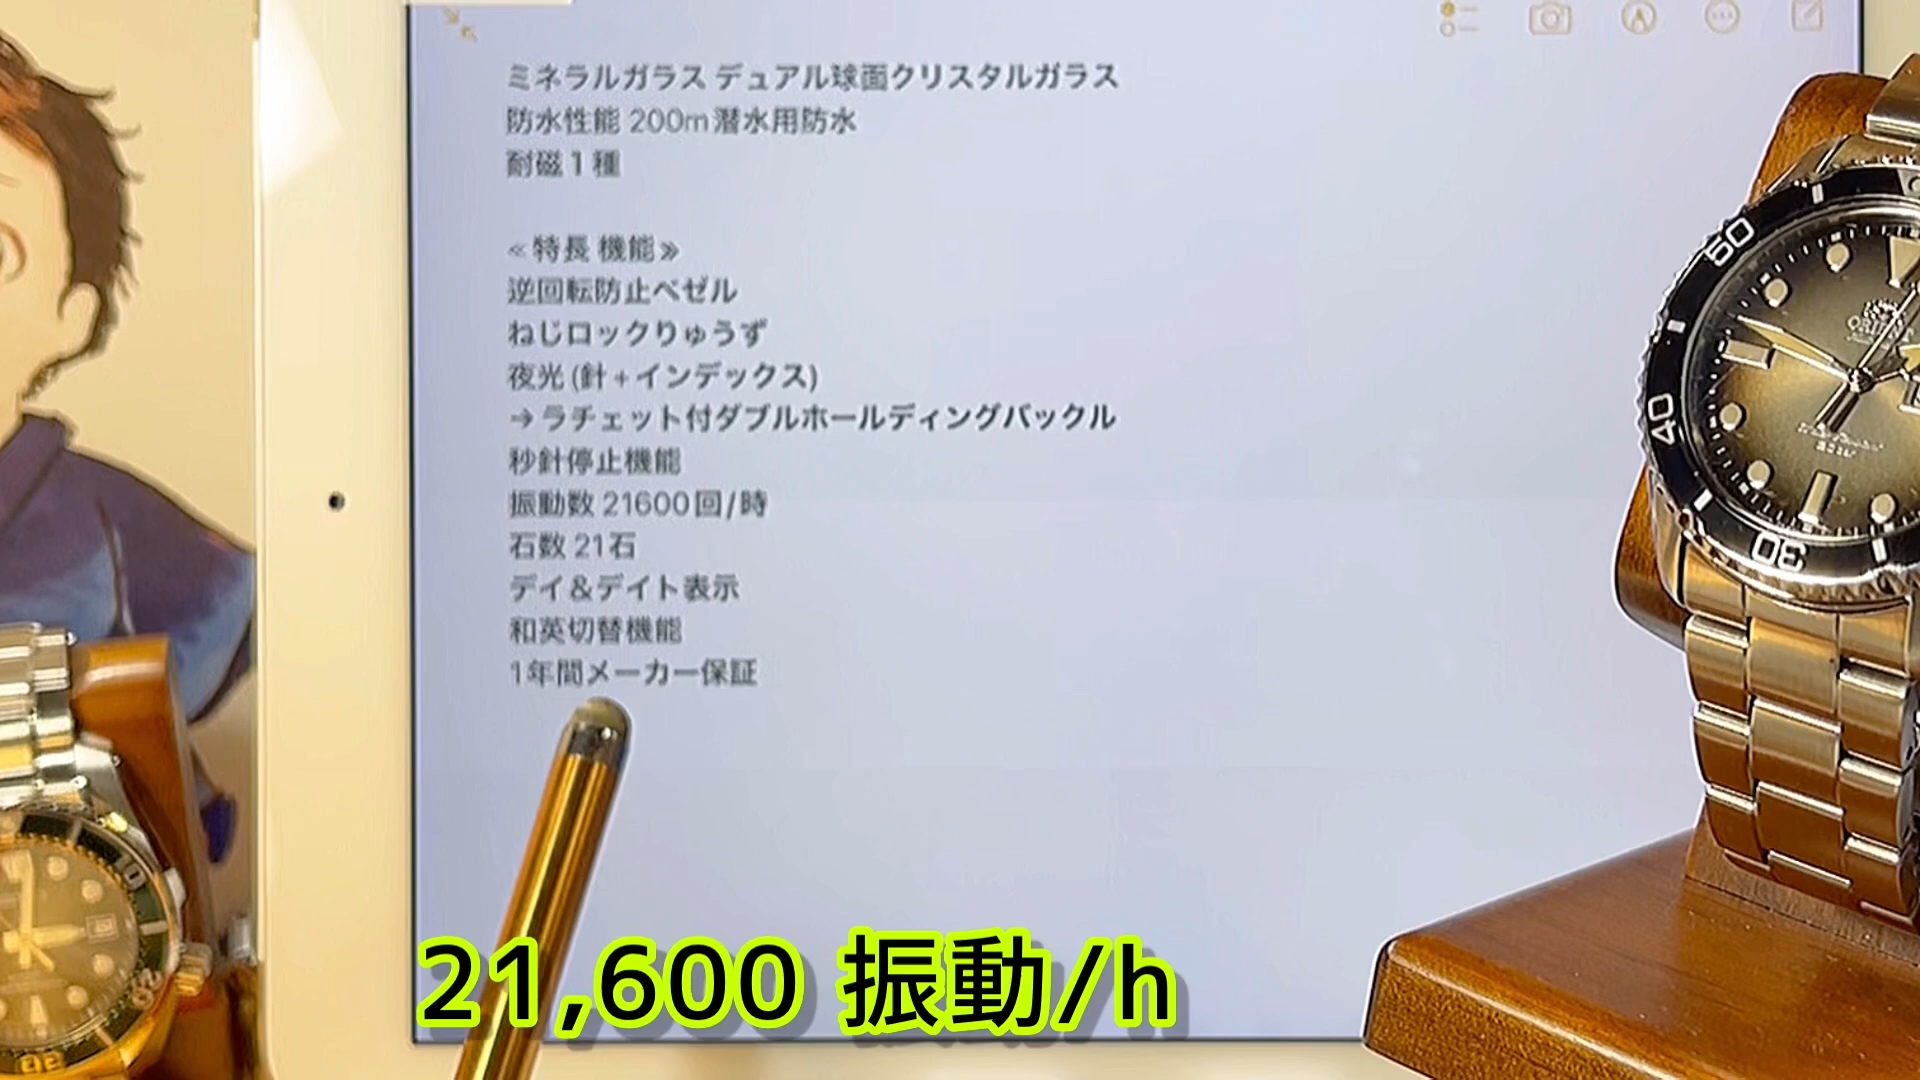 ミネラルガラス デュアル球面クリスタルガラス
防水性能 200m潜水用防水
耐磁1種
≪特長 機能≫
逆回転防止ベゼル
ねじロックりゅうず
夜光(針+インデックス)
→ラチェット付ダブルホールディングバックル
秒針停止機能
振動数 21600回/時
石数 21石
デイ&デイト表示
和英切替機能
1年間メーカー保証
50
40
30
ORIENT
20
21,600 振動/h